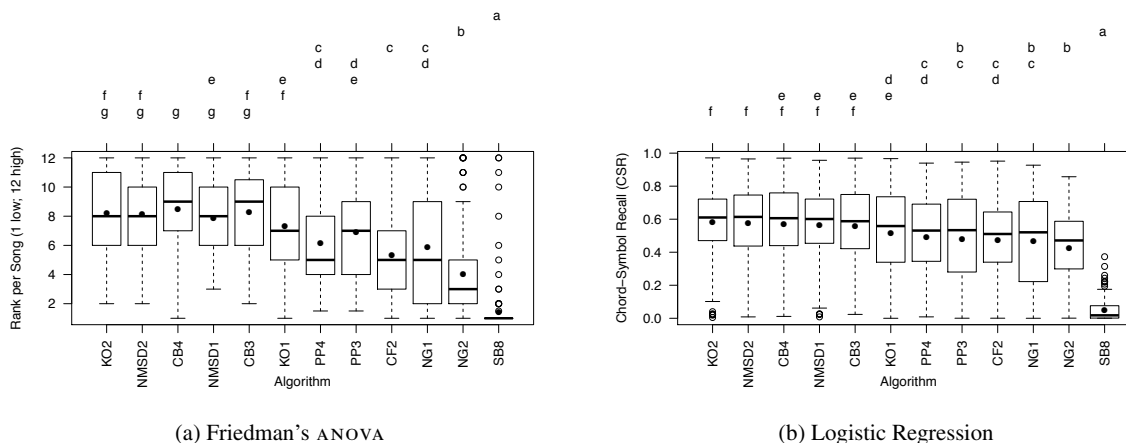 a
b
c c c
d d d
e e e
f f f f
g g g g g
12
10
8
6
4
2
Rank per Song (1 low; 12 high)
KO2 NMSD2 CB4 NMSD1 CB3 KO1 PP4 PP3 CF2 NG1 NG2 SB8
Algorithm
(a) Friedman's ANOVA
a
b b b
c c c c
d d d
e e e e
f f f f f
1.0
0.8
0.6
0.4
0.2
0.0
Chord−Symbol Recall (CSR)
KO2 NMSD2 CB4 NMSD1 CB3 KO1 PP4 PP3 CF2 NG1 NG2 SB8
Algorithm
(b) Logistic Regression